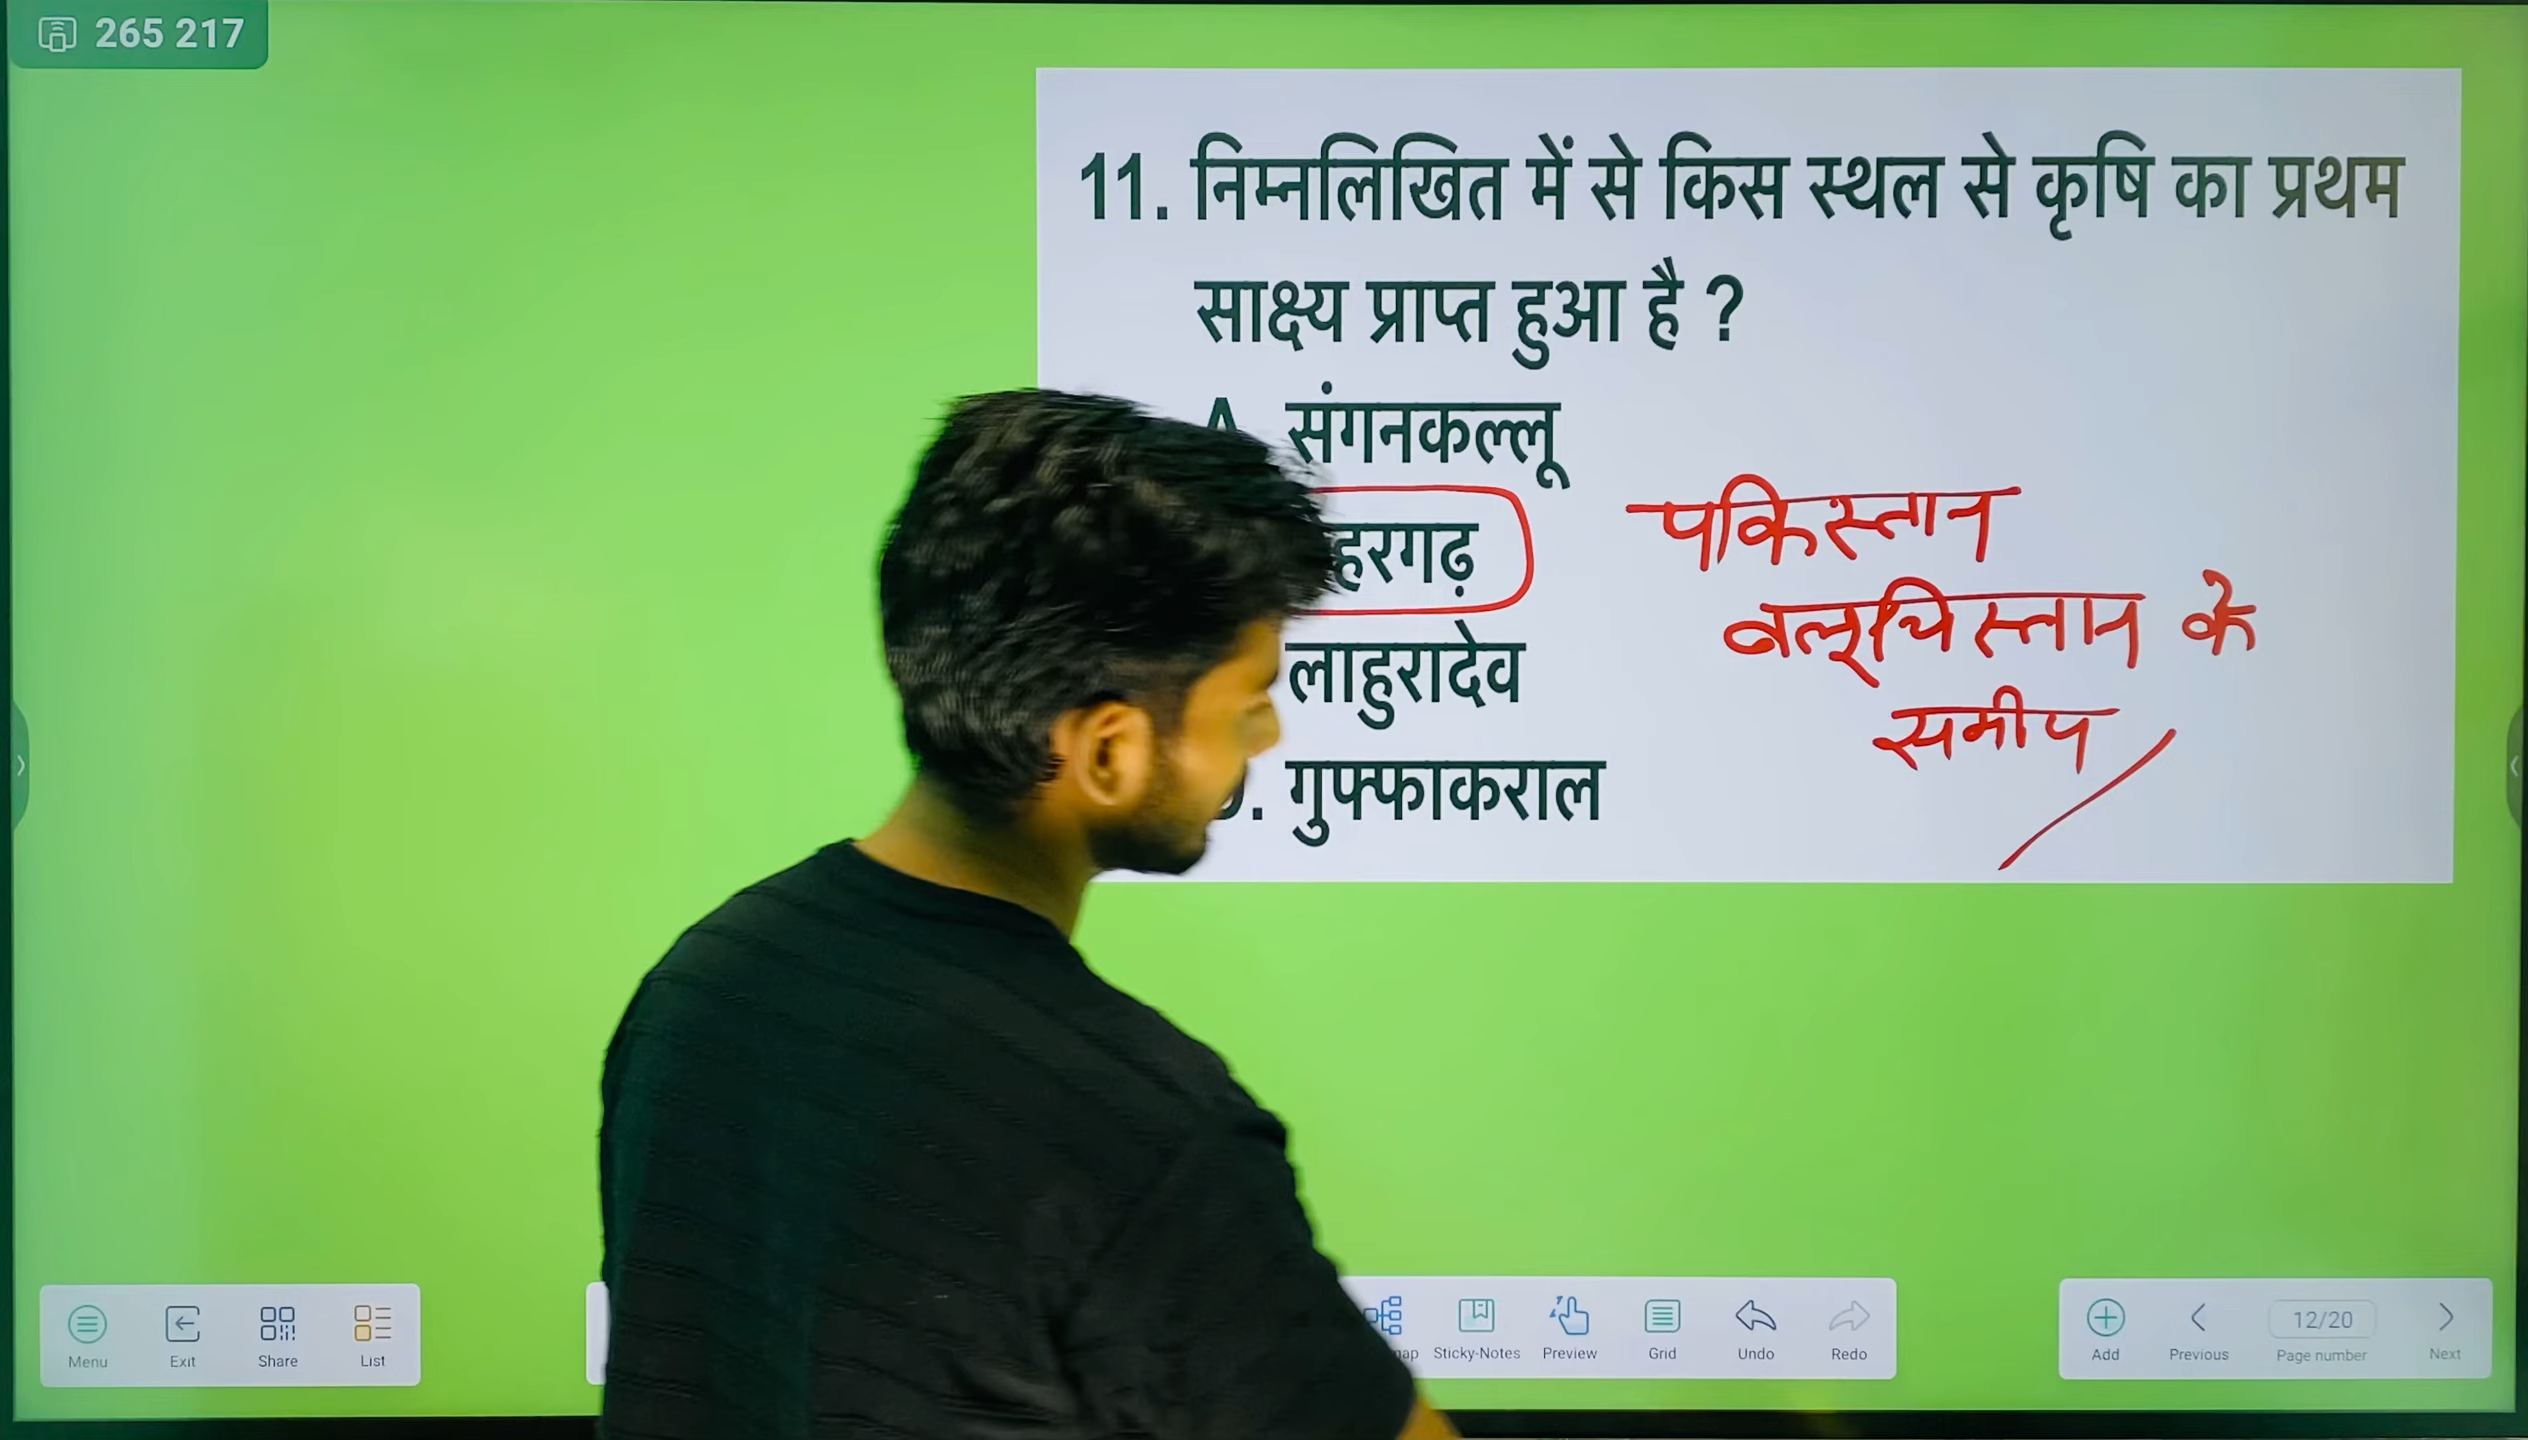 265 217
11. निम्नलिखित में से किस स्थल से कृषि का प्रथम
साक्ष्य प्राप्त हुआ है ?
A. संगनकल्लू
हरगढ़
लाहुरादेव
D. गुफ्फाकराल
पकिस्तान
बलूचिस्तान के
समीप
Menu
Exit
Share
List
Sticky-Notes
Preview
Grid
Undo
Redo
Add
Previous
12/20
Page number
Next